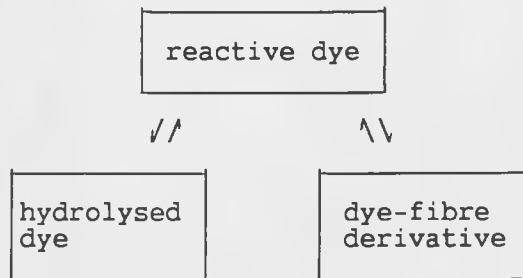 reactive dye
hydrolysed
dye
dye-fibre
derivative